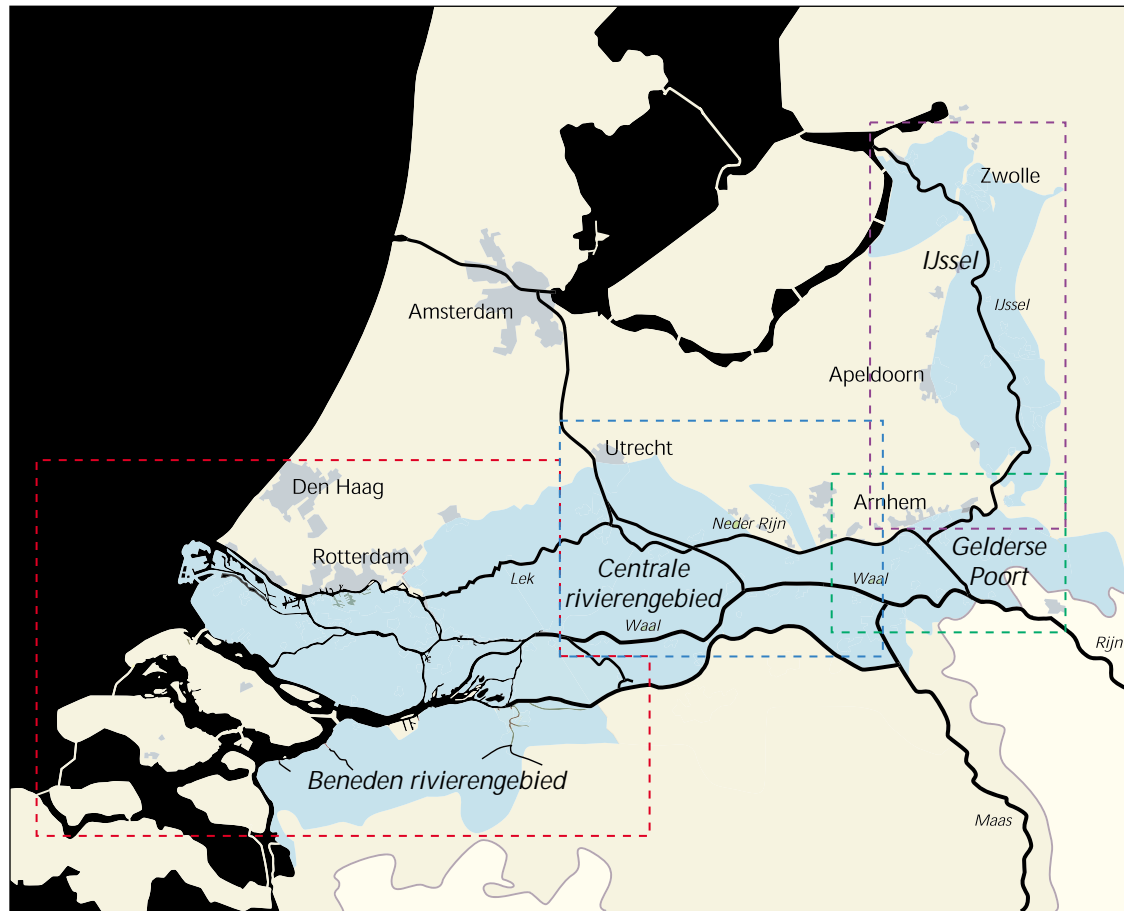 Zwolle
IJssel
IJssel
Amsterdam
Apeldoorn
Utrecht
Den Haag
Arnhem
Neder Rijn
Rotterdam
Gelderse
Poort
Lek
Centrale
rivierengebied
Waal
Waal
Rijn
Beneden rivierengebied
Maas